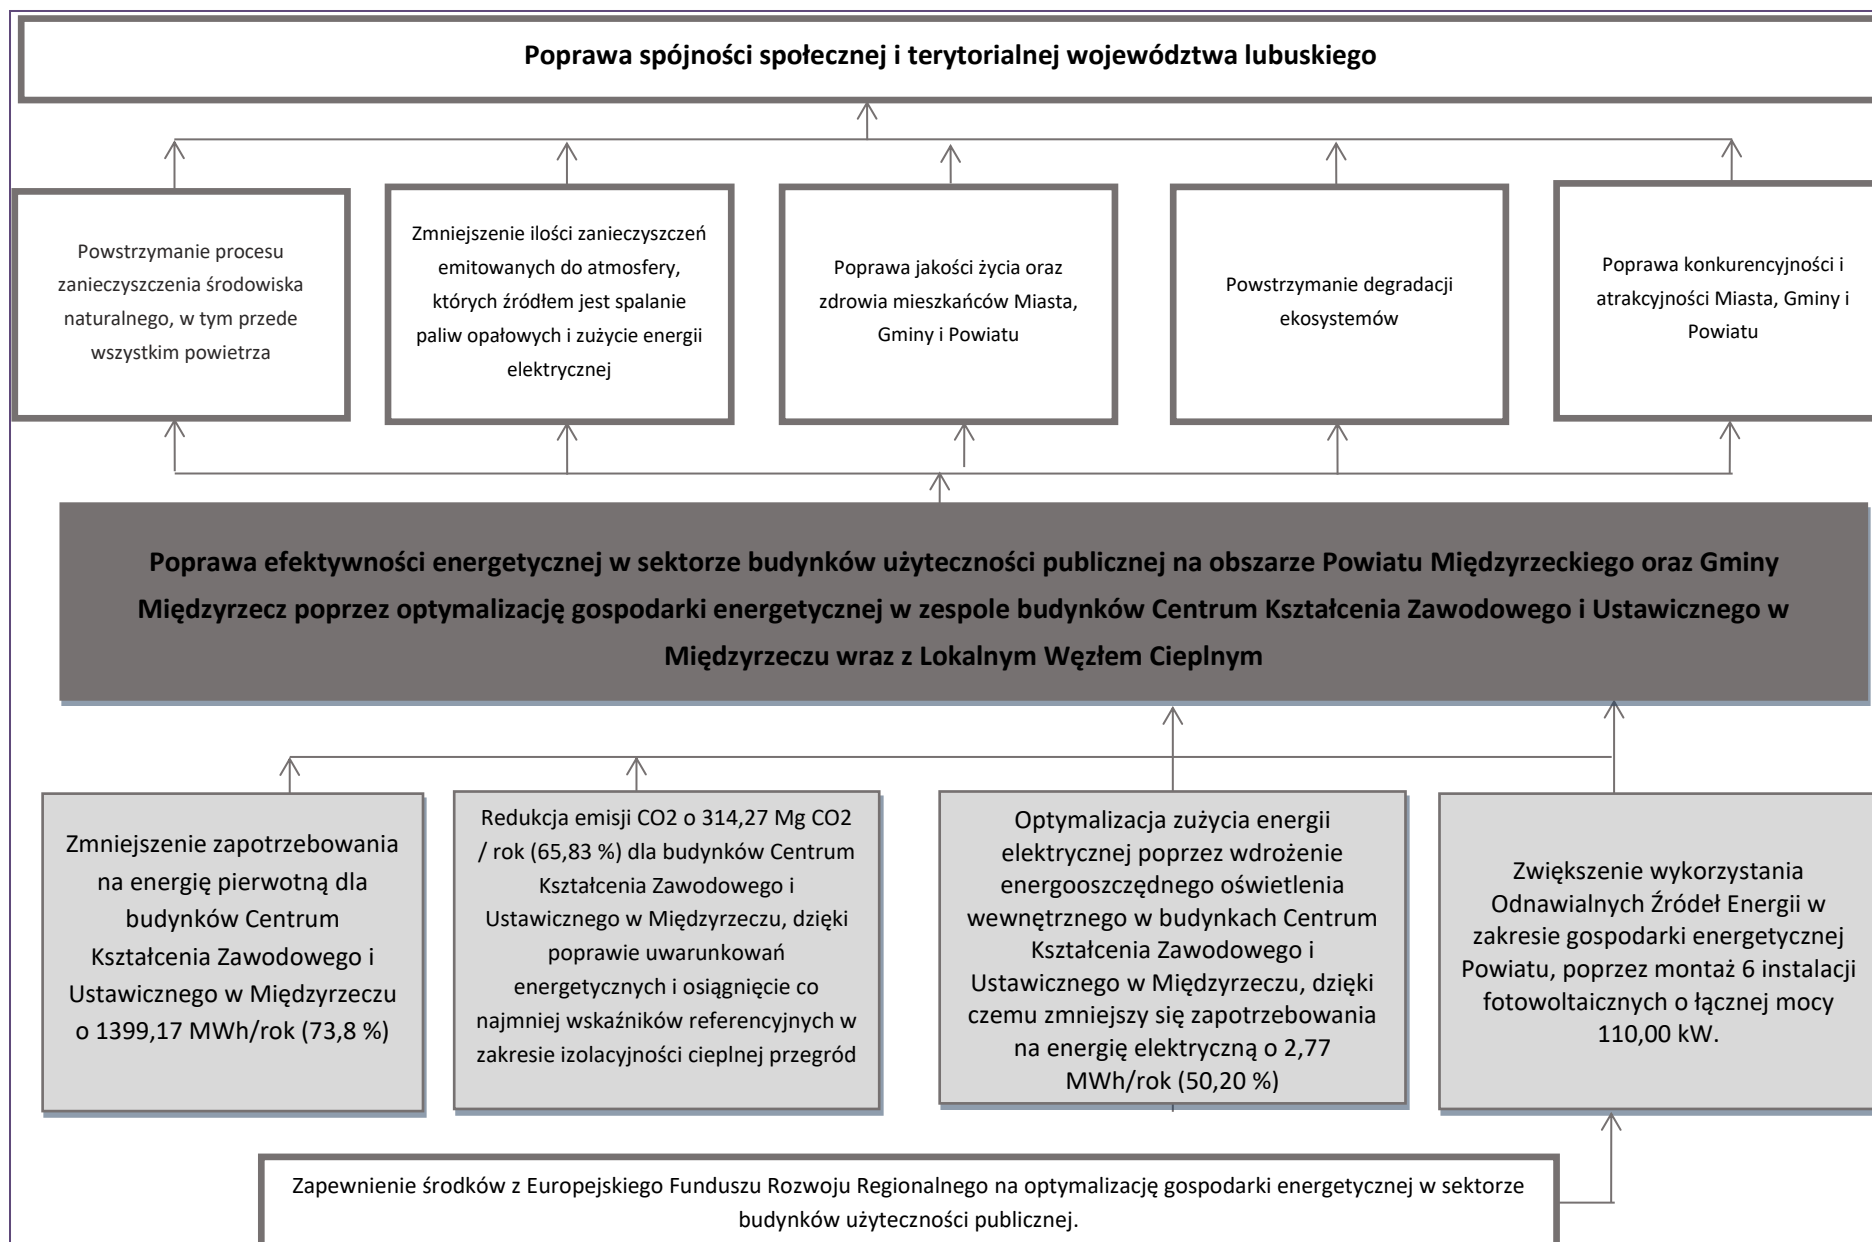 Poprawa spójności społecznej i terytorialnej województwa lubuskiego
Powstrzymanie procesu
zanieczyszczenia środowiska
naturalnego, w tym przede
wszystkim powietrza
Zmniejszenie ilości zanieczyszczeń
emitowanych do atmosfery,
których źródłem jest spalanie
paliw opałowych i zużycie energii
elektrycznej
Poprawa jakości życia oraz
zdrowia mieszkańców Miasta,
Gminy i Powiatu
Powstrzymanie degradacji
ekosystemów
Poprawa konkurencyjności i
atrakcyjności Miasta, Gminy i
Powiatu
Poprawa efektywności energetycznej w sektorze budynków użyteczności publicznej na obszarze Powiatu Międzyrzeckiego oraz Gminy
Międzyrzecz poprzez optymalizację gospodarki energetycznej w zespole budynków Centrum Kształcenia Zawodowego i Ustawicznego w
Międzyrzeczu wraz z Lokalnym Węzłem Cieplnym
Zmniejszenie zapotrzebowania
na energię pierwotną dla
budynków Centrum
Kształcenia Zawodowego i
Ustawicznego w Międzyrzeczu
o 1399,17 MWh/rok (73,8 %)
Redukcja emisji CO2 o 314,27 Mg CO2
/ rok (65,83 %) dla budynków Centrum
Kształcenia Zawodowego i
Ustawicznego w Międzyrzeczu, dzięki
poprawie uwarunkowań
energetycznych i osiągnięcie co
najmniej wskaźników referencyjnych w
zakresie izolacyjności cieplnej przegród
Optymalizacja zużycia energii
elektrycznej poprzez wdrożenie
energooszczędnego oświetlenia
wewnętrznego w budynkach Centrum
Kształcenia Zawodowego i
Ustawicznego w Międzyrzeczu, dzięki
czemu zmniejszy się zapotrzebowania
na energię elektryczną o 2,77
MWh/rok (50,20 %)
Zwiększenie wykorzystania
Odnawialnych Źródeł Energii w
zakresie gospodarki energetycznej
Powiatu, poprzez montaż 6 instalacji
fotowoltaicznych o łącznej mocy
110,00 kW.
Zapewnienie środków z Europejskiego Funduszu Rozwoju Regionalnego na optymalizację gospodarki energetycznej w sektorze
budynków użyteczności publicznej.